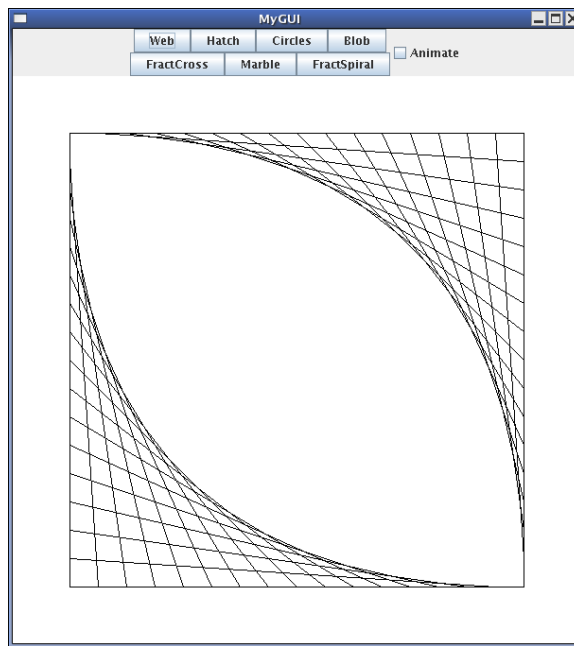 MyGUI
Web Hatch Circles Blob
Animate
FractCross Marble FractSpiral